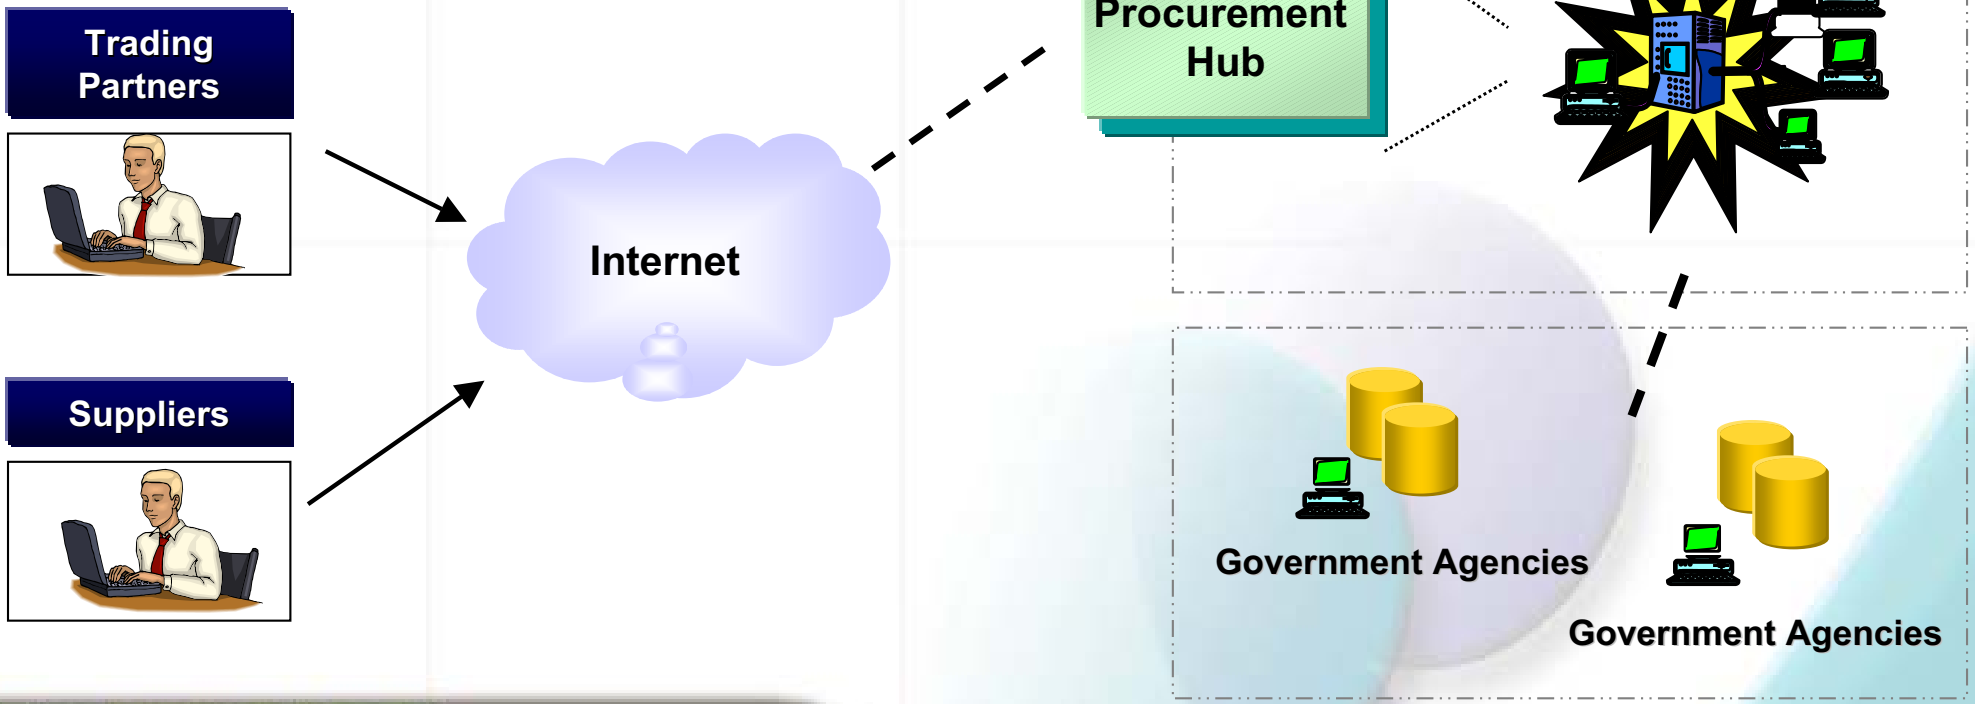 Trading
Partners
Procurement
Hub
Internet
Suppliers
Government Agencies
Government Agencies